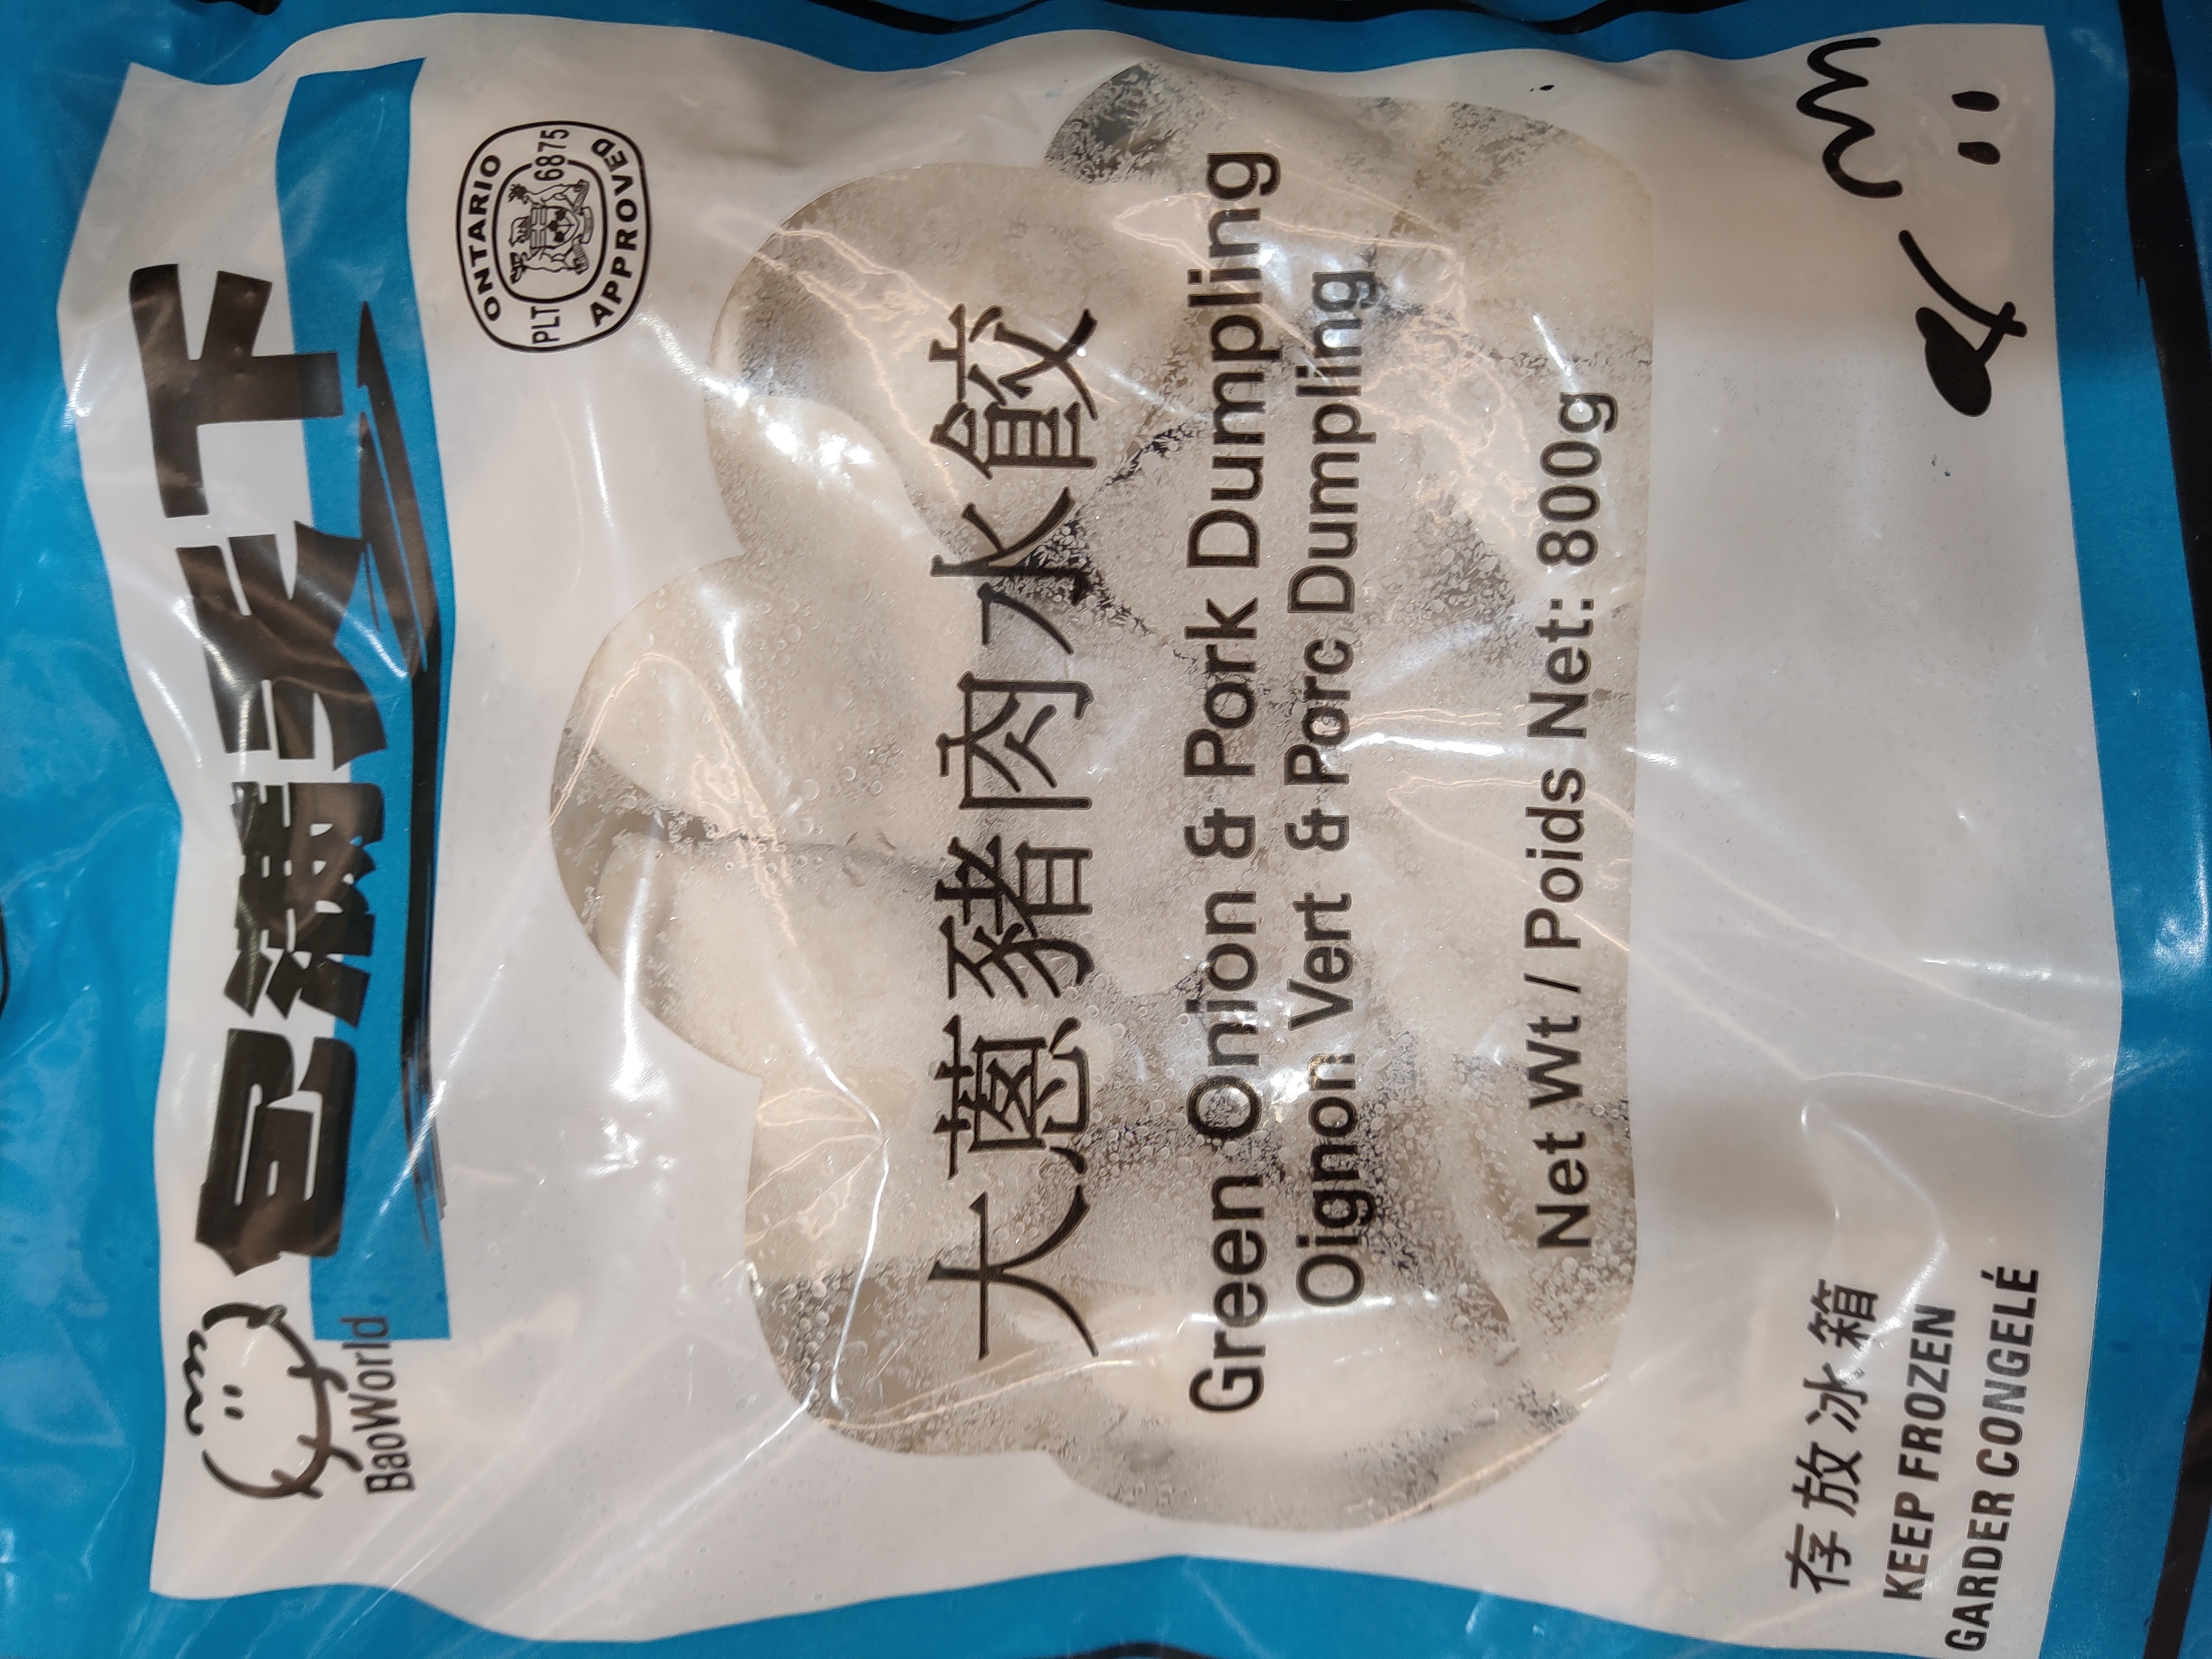 包滿天下
BaoWorld
ONTARIO
PLT 6875
APPROVED
大蔥豬肉水餃
Green Onion & Pork Dumpling
Oignon Vert & Porc Dumpling
Net Wt / Poids Net: 800g
存放冰箱
KEEP FROZEN
GARDER CONGELÉ